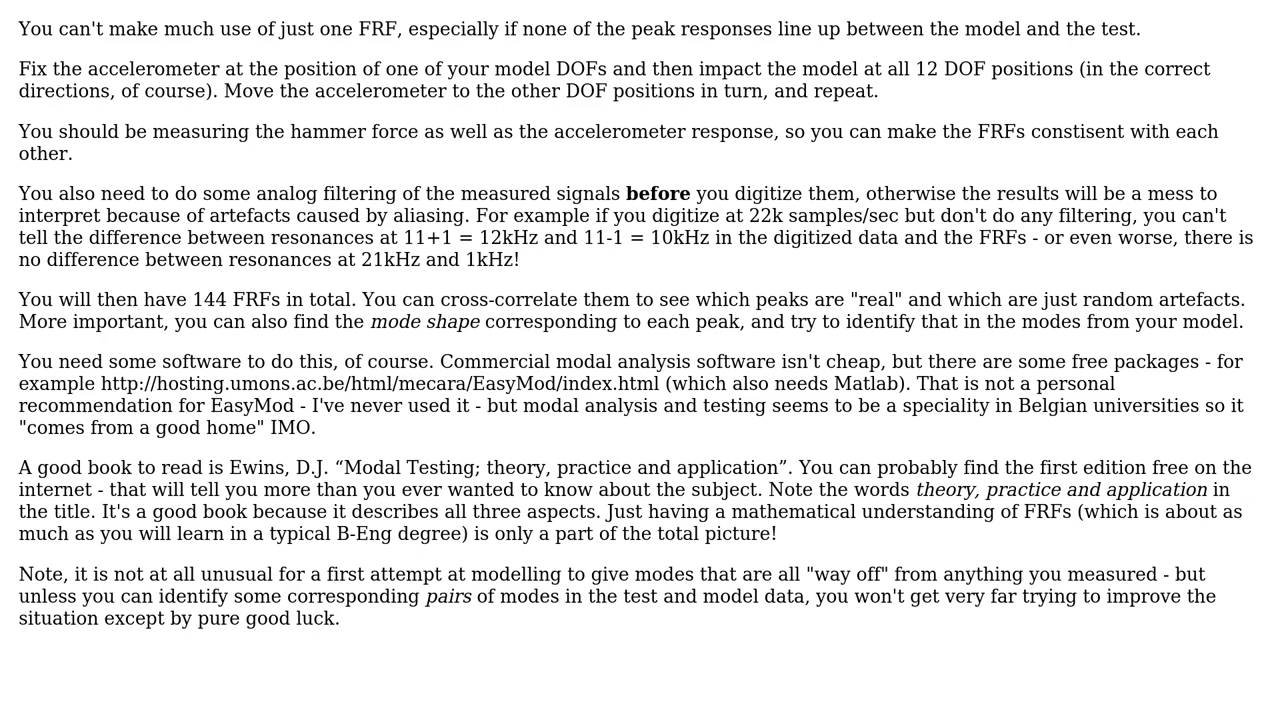 You can't make much use of just one FRF, especially if none of the peak responses line up between the model and the test.
Fix the accelerometer at the position of one of your model DOFs and then impact the model at all 12 DOF positions (in the correct
directions, of course). Move the accelerometer to the other DOF positions in turn, and repeat.
You should be measuring the hammer force as well as the accelerometer response, so you can make the FRFs constisent with each
other.
You also need to do some analog filtering of the measured signals before you digitize them, otherwise the results will be a mess to
interpret because of artefacts caused by aliasing. For example if you digitize at 22k samples/sec but don't do any filtering, you can't
tell the difference between resonances at 11+1 = 12kHz and 11-1 = 10kHz in the digitized data and the FRFs - or even worse, there is
no difference between resonances at 21kHz and 1kHz!
You will then have 144 FRFs in total. You can cross-correlate them to see which peaks are "real" and which are just random artefacts.
More important, you can also find the mode shape corresponding to each peak, and try to identify that in the modes from your model.
You need some software to do this, of course. Commercial modal analysis software isn't cheap, but there are some free packages - for
example http://hosting.umons.ac.be/html/mecara/EasyMod/index.html (which also needs Matlab). That is not a personal
recommendation for EasyMod - I've never used it - but modal analysis and testing seems to be a speciality in Belgian universities so it
"comes from a good home" IMO.
A good book to read is Ewins, D.J. “Modal Testing; theory, practice and application”. You can probably find the first edition free on the
internet - that will tell you more than you ever wanted to know about the subject. Note the words theory, practice and application in
the title. It's a good book because it describes all three aspects. Just having a mathematical understanding of FRFs (which is about as
much as you will learn in a typical B-Eng degree) is only a part of the total picture!
Note, it is not at all unusual for a first attempt at modelling to give modes that are all "way off" from anything you measured - but
unless you can identify some corresponding pairs of modes in the test and model data, you won't get very far trying to improve the
situation except by pure good luck.